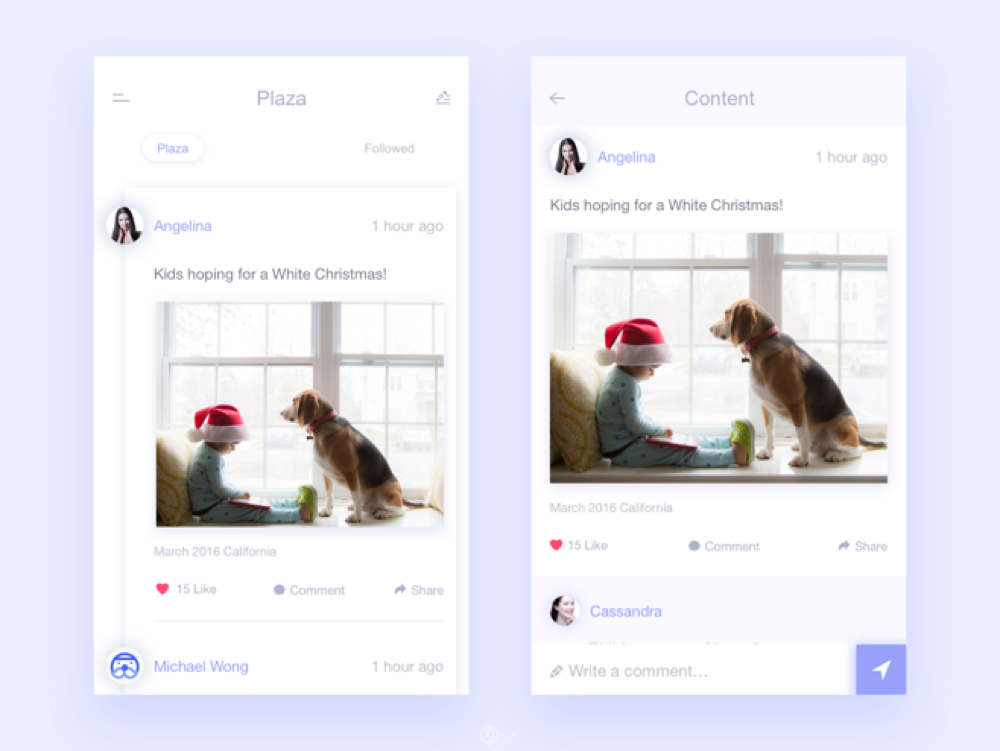 Plaza
Plaza
Followed
Angelina
1 hour ago
Kids hoping for a White Christmas!
March 2016 California
15 Like
Comment
Share
Michael Wong
1 hour ago
Content
Angelina
1 hour ago
Kids hoping for a White Christmas!
March 2016 California
15 Like
Comment
Share
Cassandra
Write a comment...